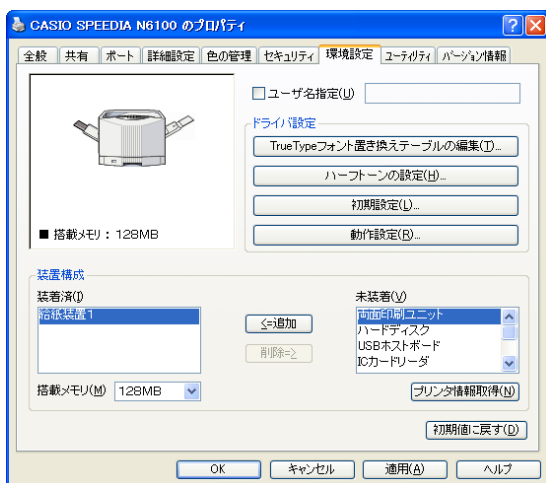 CASIO SPEEDIA N6100 のプロパティ
全般 共有 ポート 詳細設定 色の管理 セキュリティ 環境設定 ユーティリティ バージョン情報
ユーザ名指定(U)
ドライバ設定
TrueTypeフォント置き換えテーブルの編集(T)...
ハーフトーンの設定(H)...
初期設定(L)...
■ 搭載メモリ：128MB
動作設定(R)...
装置構成
装着済(I)
未装着(V)
給紙装置1
両面印刷ユニット
<=追加
ハードディスク
USBホストボード
削除=>
ICカードリーダ
搭載メモリ(M) 128MB
プリンタ情報取得(N)
初期値に戻す(D)
OK キャンセル 適用(A) ヘルプ